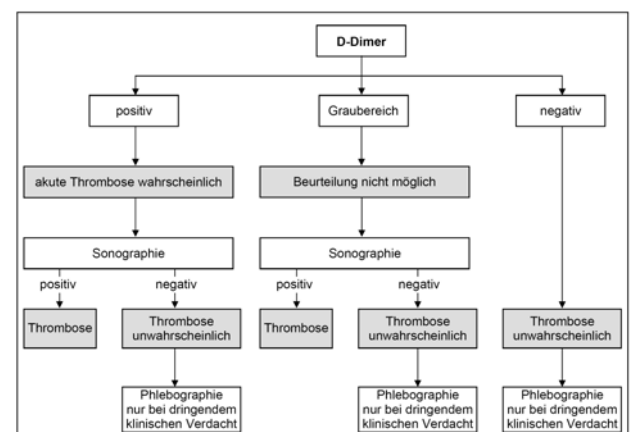 D-Dimer
positiv
Graubereich
negativ
akute Thrombose wahrscheinlich
Beurteilung nicht möglich
Sonographie
Sonographie
positiv
negativ
positiv
negativ
Thrombose
Thrombose
unwahrscheinlich
Thrombose
Thrombose
unwahrscheinlich
Thrombose
unwahrscheinlich
Phlebographie
nur bei dringendem
klinischen Verdacht
Phlebographie
nur bei dringendem
klinischen Verdacht
Phlebographie
nur bei dringendem
klinischen Verdacht